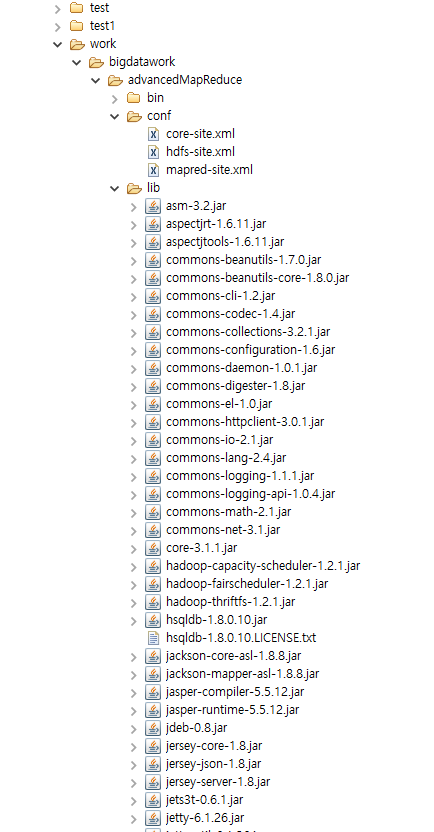 test
test1
work
bigdatawork
advancedMapReduce
bin
conf
core-site.xml
hdfs-site.xml
mapred-site.xml
lib
asm-3.2.jar
aspectjrt-1.6.11.jar
aspectjtools-1.6.11.jar
commons-beanutils-1.7.0.jar
commons-beanutils-core-1.8.0.jar
commons-cli-1.2.jar
commons-codec-1.4.jar
commons-collections-3.2.1.jar
commons-configuration-1.6.jar
commons-daemon-1.0.1.jar
commons-digester-1.8.jar
commons-el-1.0.jar
commons-httpclient-3.0.1.jar
commons-io-2.1.jar
commons-lang-2.4.jar
commons-logging-1.1.1.jar
commons-logging-api-1.0.4.jar
commons-math-2.1.jar
commons-net-3.1.jar
core-3.1.1.jar
hadoop-capacity-scheduler-1.2.1.jar
hadoop-fairscheduler-1.2.1.jar
hadoop-thriftfs-1.2.1.jar
hsqldb-1.8.0.10.jar
hsqldb-1.8.0.10.LICENSE.txt
jackson-core-asl-1.8.8.jar
jackson-mapper-asl-1.8.8.jar
jasper-compiler-5.5.12.jar
jasper-runtime-5.5.12.jar
jdeb-0.8.jar
jersey-core-1.8.jar
jersey-json-1.8.jar
jersey-server-1.8.jar
jets3t-0.6.1.jar
jetty-6.1.26.jar